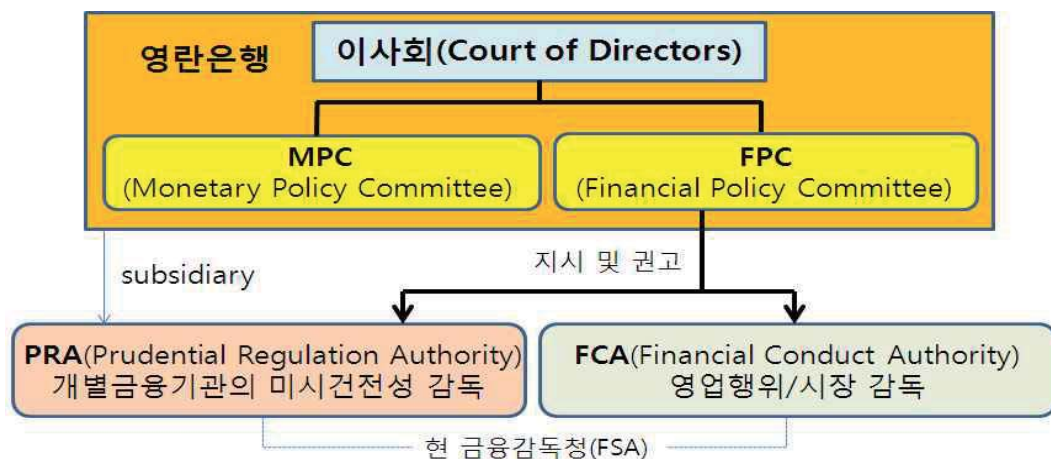 영란은행
이사회(Court of Directors)
MPC
(Monetary Policy Committee)
FPC
(Financial Policy Committee)
subsidiary
지시 및 권고
PRA(Prudential Regulation Authority)
개별금융기관의 미시건전성 감독
FCA(Financial Conduct Authority)
영업행위/시장 감독
현 금융감독청(FSA)